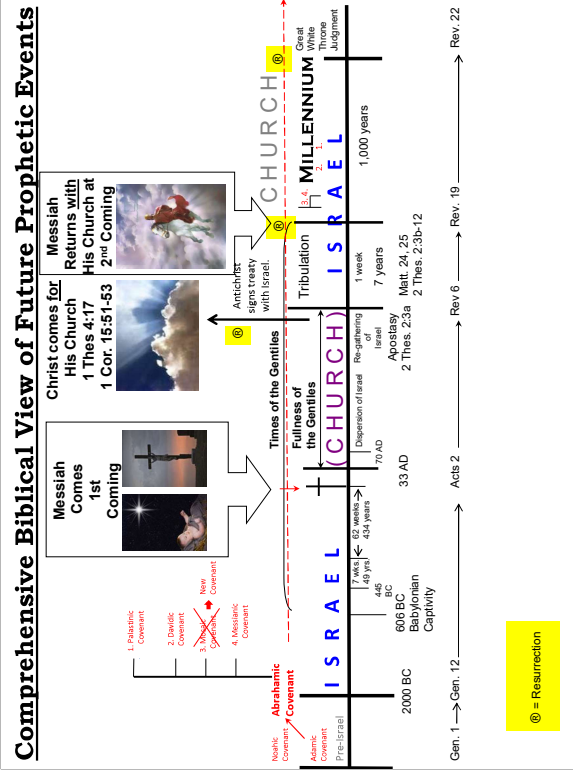 Comprehensive Biblical View of Future Prophetic Events
Messiah
Comes
1st
Coming
Christ comes for
His Church
1 Thes 4:17
1 Cor. 15:51-53
Messiah
Returns with
His Church at
2nd Coming
1. Palastinic
Covenant
2. Davidic
Covenant
3. Mosaic
Covenant
New
Covenant
4. Messianic
Covenant
Abrahamic
Covenant
Noahic
Covenant
Adamic
Covenant
Times of the Gentiles
Fullness of
the Gentiles
®
Antichrist
signs treaty
with Israel.
®
CHURCH
®
Great
White
Throne
Judgment
Pre-Israel
ISRAEL
(CHURCH)
Tribulation
3. 4.
MILLENNIUM
2. 1.
ISRAEL
7 wks.
49 yrs.
62 weeks
434 years
Dispersion of Israel
Re-gathering
of
Israel
1 week
7 years
1,000 years
2000 BC
606 BC
Babylonian
Captivity
445
BC
33 AD
70 AD
Apostasy
2 Thes. 2:3a
Matt. 24, 25
2 Thes. 2:3b-12
Gen. 1
Gen. 12
Acts 2
Rev 6
Rev. 19
Rev. 22
® = Resurrection